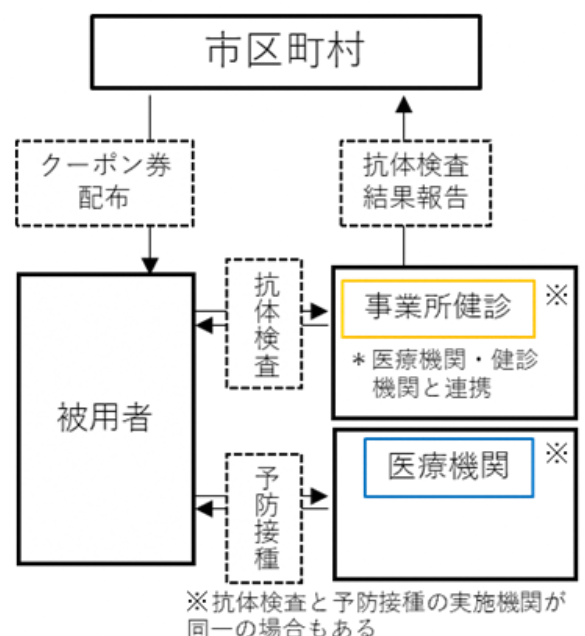 市区町村
クーポン券
配布
抗体検査
結果報告
被用者
抗体検査
事業所健診
※
＊医療機関・健診
機関と連携
予防接種
医療機関
※
※抗体検査と予防接種の実施機関が
同一の場合もある